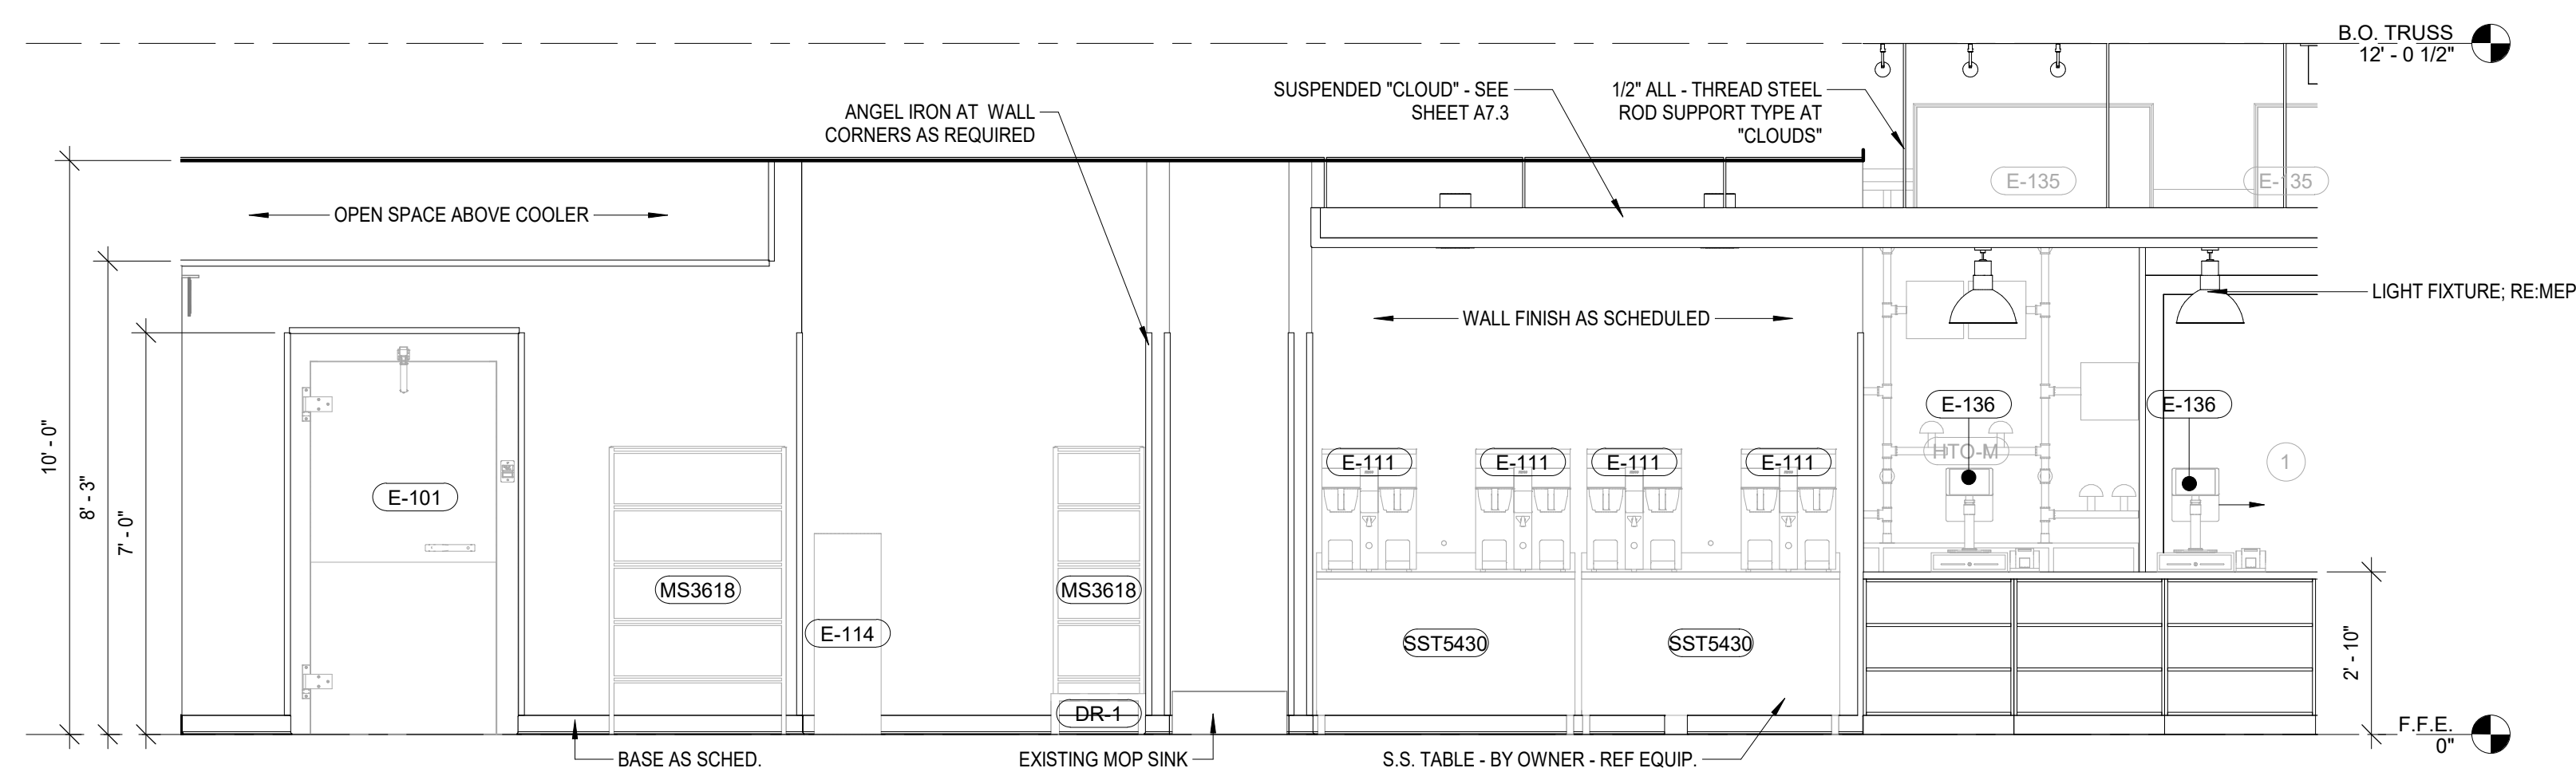 B.O. TRUSS
12' - 0 1/2"
SUSPENDED "CLOUD" - SEE
SHEET A7.3
1/2" ALL - THREAD STEEL
ROD SUPPORT TYPE AT
"CLOUDS"
ANGEL IRON AT WALL
CORNERS AS REQUIRED
E-135
E-135
OPEN SPACE ABOVE COOLER
LIGHT FIXTURE; RE:MEP
WALL FINISH AS SCHEDULED
10' - 0"
8' - 3"
7' - 0"
E-136
E-136
HTO-M
1
E-111
E-111
E-111
E-111
E-101
MS3618
MS3618
E-114
SST5430
SST5430
2' - 10"
DR-1
F.F.E.
0"
BASE AS SCHED.
EXISTING MOP SINK
S.S. TABLE - BY OWNER - REF EQUIP.